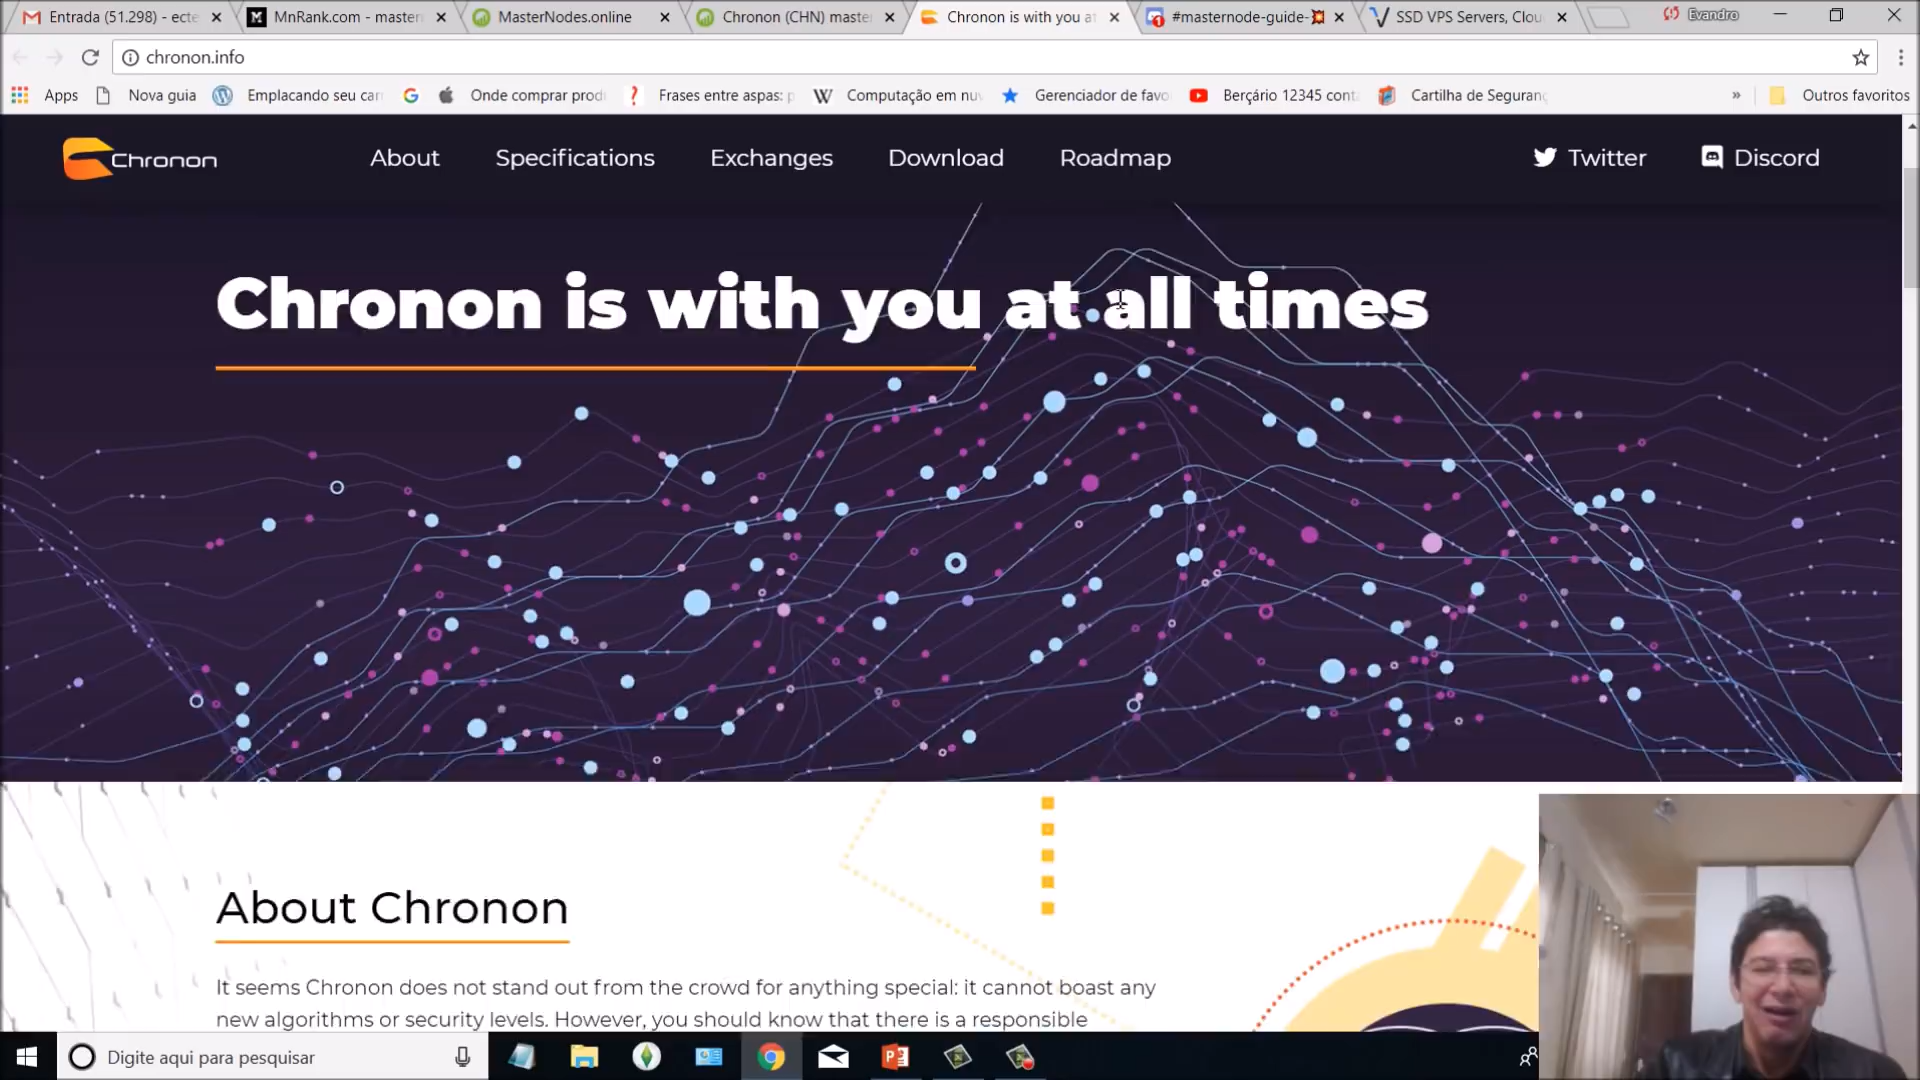 Entrada (51.298) - ecte
MnRank.com - master
MasterNodes.online
Chronon (CHN) maste
Chronon is with you at
#masternode-guide-
SSD VPS Servers, Clou
Evandro
chronon.info
Apps
Nova guia
Emplacando seu car
Onde comprar prod
Frases entre aspas: p
Computação em nuv
Gerenciador de favo
Berçário 12345 cont
Cartilha de Seguranç
»
Outros favoritos
Chronon
About
Specifications
Exchanges
Download
Roadmap
Twitter
Discord
Chronon is with you at all times
About Chronon
It seems Chronon does not stand out from the crowd for anything special: it cannot boast any
new algorithms or security levels. However, you should know that there is a responsible
Digite aqui para pesquisar